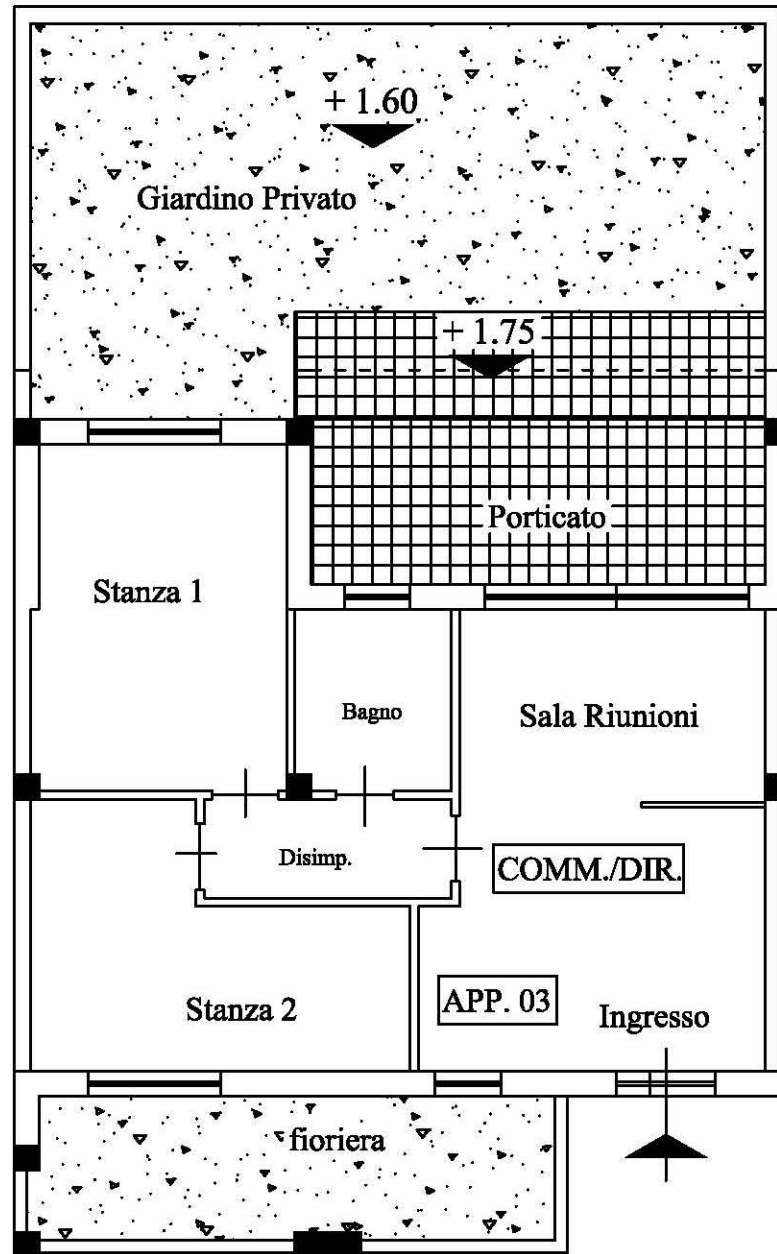 + 1.60
Giardino Privato
+ 1.75
Porticato
Stanza 1
Bagno
Sala Riunioni
Disimp.
COMM./DIR.
Stanza 2
APP. 03
Ingresso
fioriera